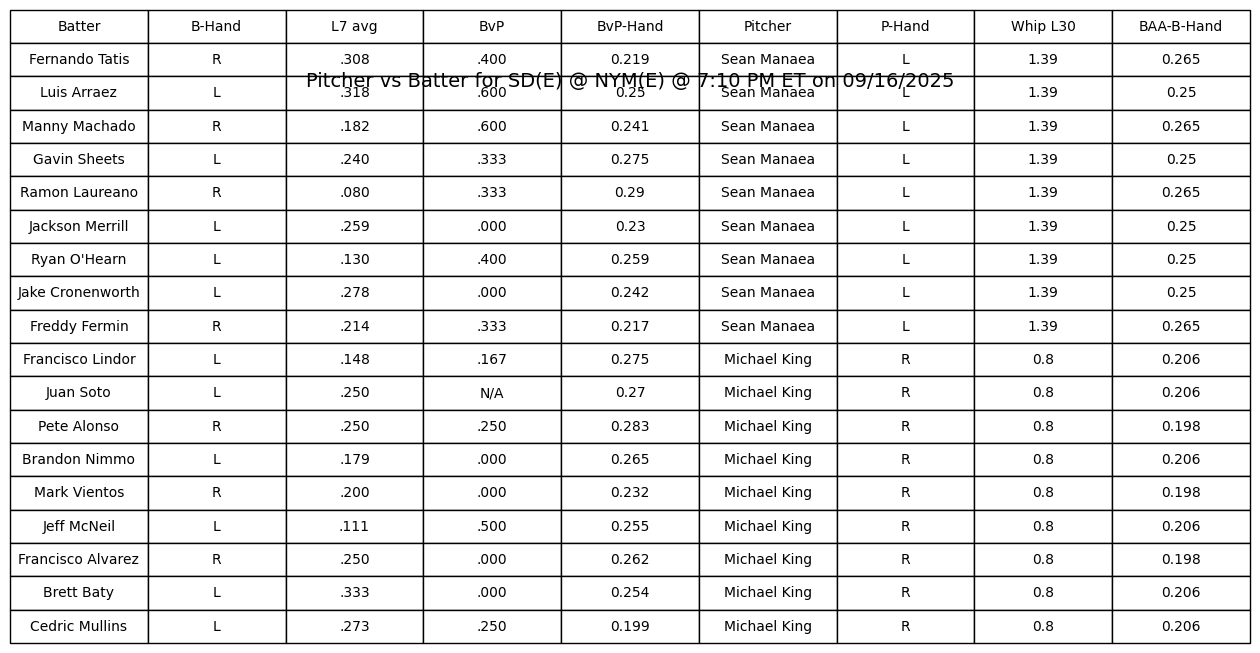 Batter B-Hand L7 avg BvP BvP-Hand Pitcher P-Hand Whip L30 BAA-B-Hand
Fernando Tatis R .308 .400 0.219 Sean Manaea L 1.39 0.265
Pitcher vs Batter for SD(E) @ NYM(E) @ 7:10 PM ET on 09/16/2025
Luis Arraez L .318 .600 0.25 Sean Manaea L 1.39 0.25
Manny Machado R .182 .600 0.241 Sean Manaea L 1.39 0.265
Gavin Sheets L .240 .333 0.275 Sean Manaea L 1.39 0.25
Ramon Laureano R .080 .333 0.29 Sean Manaea L 1.39 0.265
Jackson Merrill L .259 .000 0.23 Sean Manaea L 1.39 0.25
Ryan O'Hearn L .130 .400 0.259 Sean Manaea L 1.39 0.25
Jake Cronenworth L .278 .000 0.242 Sean Manaea L 1.39 0.25
Freddy Fermin R .214 .333 0.217 Sean Manaea L 1.39 0.265
Francisco Lindor L .148 .167 0.275 Michael King R 0.8 0.206
Juan Soto L .250 N/A 0.27 Michael King R 0.8 0.206
Pete Alonso R .250 .250 0.283 Michael King R 0.8 0.198
Brandon Nimmo L .179 .000 0.265 Michael King R 0.8 0.206
Mark Vientos R .200 .000 0.232 Michael King R 0.8 0.198
Jeff McNeil L .111 .500 0.255 Michael King R 0.8 0.206
Francisco Alvarez R .250 .000 0.262 Michael King R 0.8 0.198
Brett Baty L .333 .000 0.254 Michael King R 0.8 0.206
Cedric Mullins L .273 .250 0.199 Michael King R 0.8 0.206